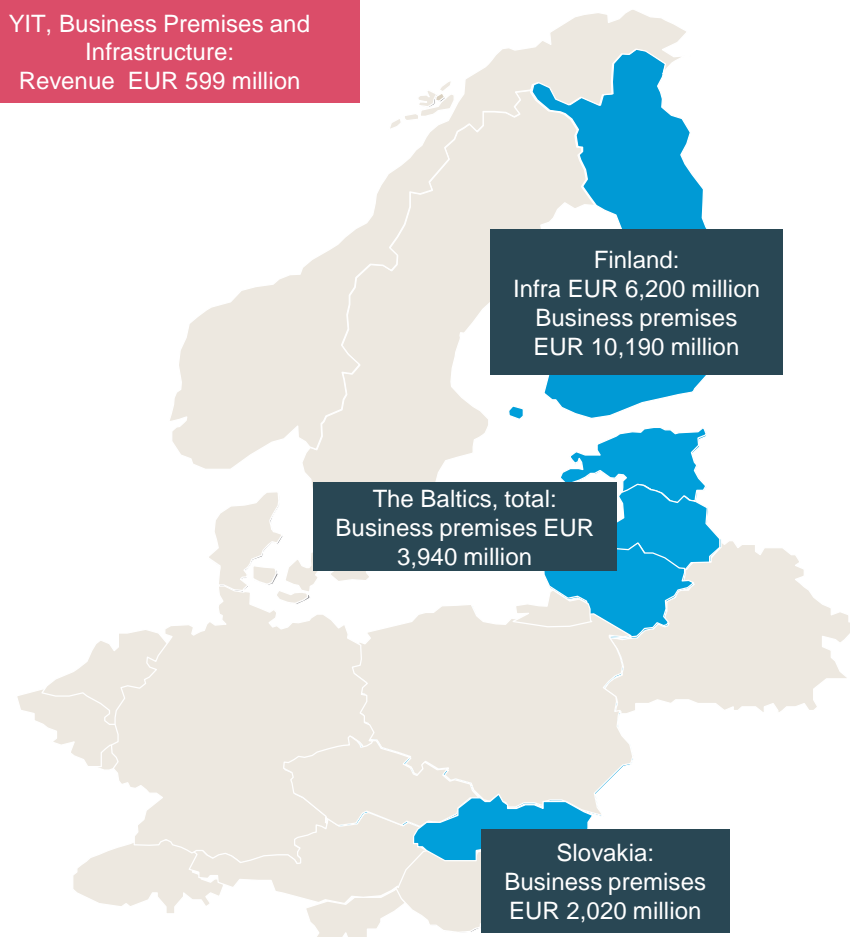 YIT, Business Premises and
Infrastructure:
Revenue EUR 599 million
Finland:
Infra EUR 6,200 million
Business premises
EUR 10,190 million
The Baltics, total:
Business premises EUR
3,940 million
Slovakia:
Business premises
EUR 2,020 million